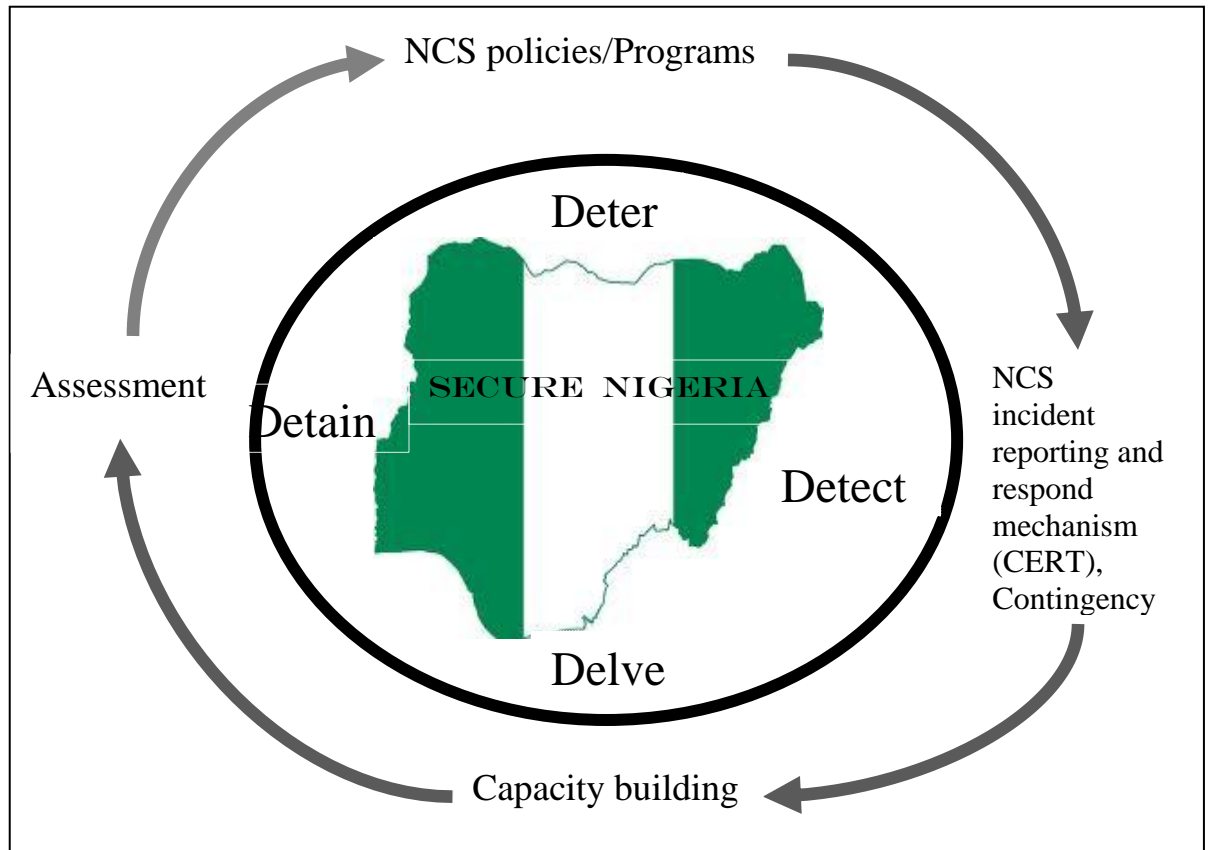 NCS policies/Programs
Deter
SECURE NIGERIA
Assessment
Detain
Detect
NCS
incident
reporting and
respond
mechanism
(CERT),
Contingency
Delve
Capacity building